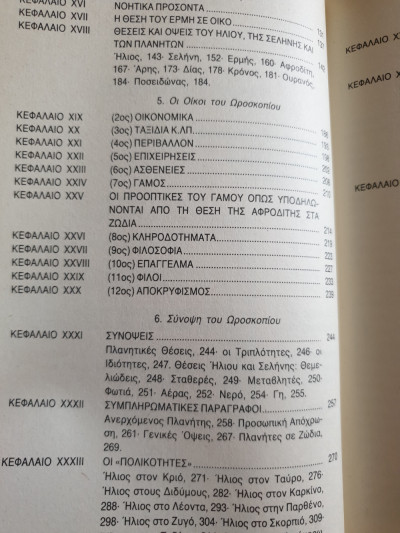 ΚΕΦΑΛΑΙΟ XVI ΝΟΗΤΙΚΑ ΠΡΟΣΟΝΤΑ
ΚΕΦΑΛΑΙΟ XVII Η ΘΕΣΗ ΤΟΥ ΕΡΜΗ ΣΕ ΟΙΚΟ 131
ΚΕΦΑΛΑΙΟ XVIII ΘΕΣΕΙΣ ΚΑΙ ΟΨΕΙΣ ΤΟΥ ΗΛΙΟΥ, ΤΗΣ ΣΕΛΗΝΗΣ ΚΑΙ
ΤΩΝ ΠΛΑΝΗΤΩΝ
Ήλιος, 143· Σελήνη, 152· Ερμής, 160· Αφροδίτη,
167· Άρης, 173· Δίας, 178· Κρόνος, 181· Ουρανός,
184· Ποσειδώνας, 184.
5. Οι Οίκοι του Ωροσκοπίου
ΚΕΦΑΛΑΙΟ XIX (2ος) ΟΙΚΟΝΟΜΙΚΑ
ΚΕΦΑΛΑΙΟ XX (3ος) ΤΑΞΙΔΙΑ Κ.ΛΠ.
ΚΕΦΑΛΑΙΟ XXI (4ος) ΠΕΡΙΒΑΛΛΟΝ
ΚΕΦΑΛΑΙΟ XXII (5ος) ΕΠΙΧΕΙΡΗΣΕΙΣ
ΚΕΦΑΛΑΙΟ XXIII (6ος) ΑΣΘΕΝΕΙΕΣ
ΚΕΦΑΛΑΙΟ XXIV (7ος) ΓΑΜΟΣ
ΚΕΦΑΛΑΙΟ XXV ΟΙ ΠΡΟΟΠΤΙΚΕΣ ΤΟΥ ΓΑΜΟΥ ΟΠΩΣ ΥΠΟΔΗΛΩ-
ΝΟΝΤΑΙ ΑΠΟ ΤΗ ΘΕΣΗ ΤΗΣ ΑΦΡΟΔΙΤΗΣ ΣΤΑ
ΖΩΔΙΑ 214
ΚΕΦΑΛΑΙΟ XXVI (8ος) ΚΛΗΡΟΔΟΤΗΜΑΤΑ 219
ΚΕΦΑΛΑΙΟ XXVII (9ος) ΦΙΛΟΣΟΦΙΑ 223
ΚΕΦΑΛΑΙΟ XXVIII (10ος) ΕΠΑΓΓΕΛΜΑ 227
ΚΕΦΑΛΑΙΟ XXIX (11ος) ΦΙΛΟΙ 233
ΚΕΦΑΛΑΙΟ XXX (12ος) ΑΠΟΚΡΥΦΙΣΜΟΣ 239
6. Σύνοψη του Ωροσκοπίου
ΚΕΦΑΛΑΙΟ XXXI ΣΥΝΟΨΕΙΣ 244
Πλανητικές Θέσεις, 244· οι Τριπλότητες, 246· οι
Ιδιότητες, 247. Θέσεις Ήλιου και Σελήνης: Θεμε-
λιώδεις, 248· Σταθερές, 249· Μεταβλητές, 250·
Φωτιά, 251· Αέρας, 252· Νερό, 254· Γη, 255.
ΚΕΦΑΛΑΙΟ XXXII ΣΥΜΠΛΗΡΩΜΑΤΙΚΕΣ ΠΑΡΑΓΡΑΦΟΙ 257
Ανερχόμενος Πλανήτης, 258· Προσωπική Απόχρω-
ση, 261· Γενικές Όψεις, 267· Πλανήτες σε Ζώδια,
269.
ΚΕΦΑΛΑΙΟ XXXIII ΟΙ «ΠΟΛΙΚΟΤΗΤΕΣ» 270
Ήλιος στον Κριό, 271· Ήλιος στον Ταύρο, 276·
Ήλιος στους Διδύμους, 282· Ήλιος στον Καρκίνο,
288· Ήλιος στο Λέοντα, 293· Ήλιος στην Παρθένο,
298· Ήλιος στο Ζυγό, 304· Ήλιος στο Σκορπιό, 309·